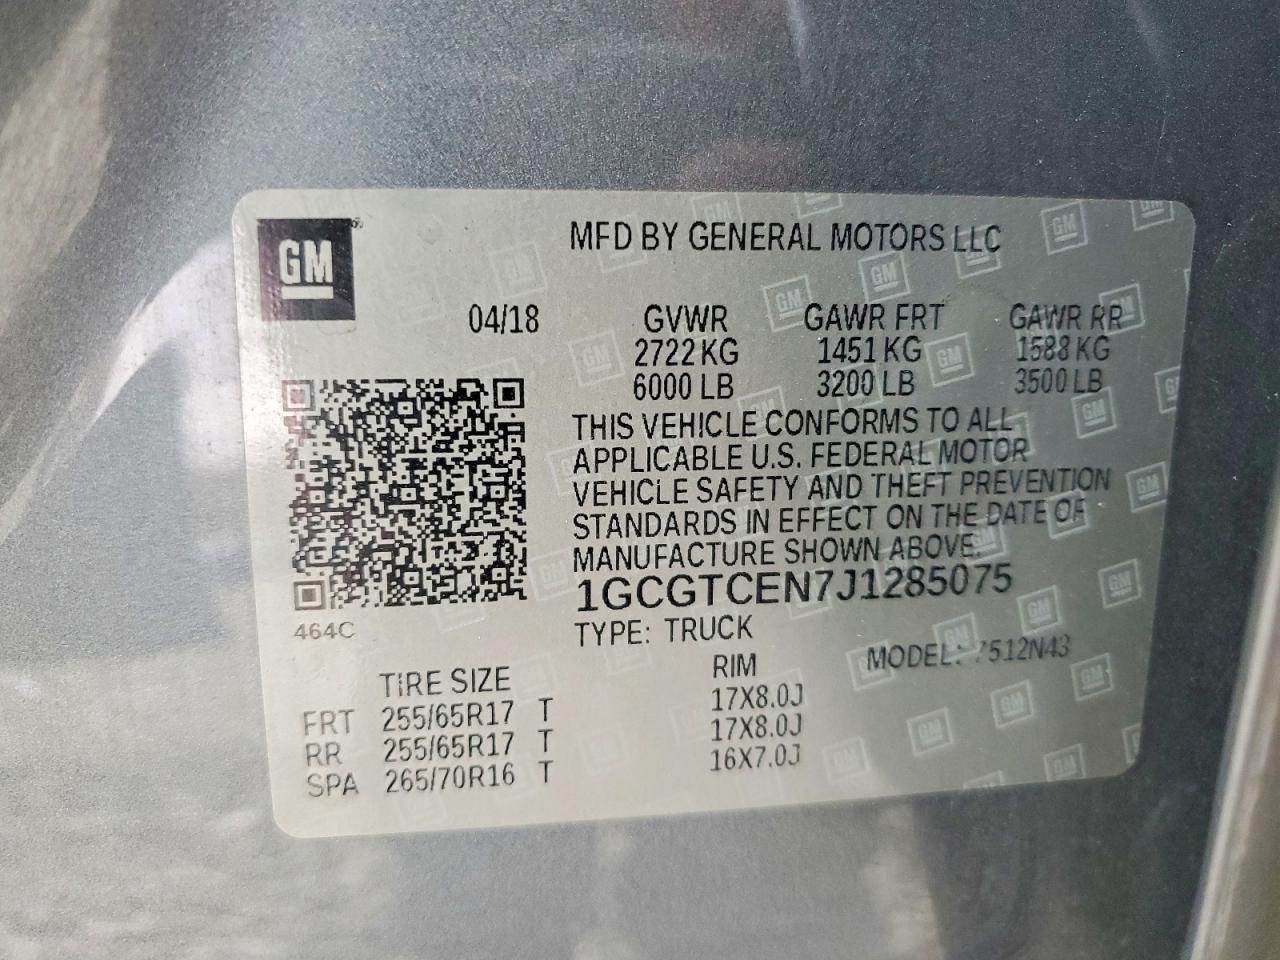 GM
MFD BY GENERAL MOTORS LLC
04/18 GVWR GAWR FRT GAWR RR
2722 KG 1451 KG 1588 KG
6000 LB 3200 LB 3500 LB
THIS VEHICLE CONFORMS TO ALL
APPLICABLE U.S. FEDERAL MOTOR
VEHICLE SAFETY AND THEFT PREVENTION
STANDARDS IN EFFECT ON THE DATE OF
MANUFACTURE SHOWN ABOVE.
1GCGTCEN7J1285075
464C
TYPE: TRUCK
MODEL: 7512N43
TIRE SIZE RIM
FRT 255/65R17 T 17X8.0J
RR 255/65R17 T 17X8.0J
SPA 265/70R16 T 16X7.0J